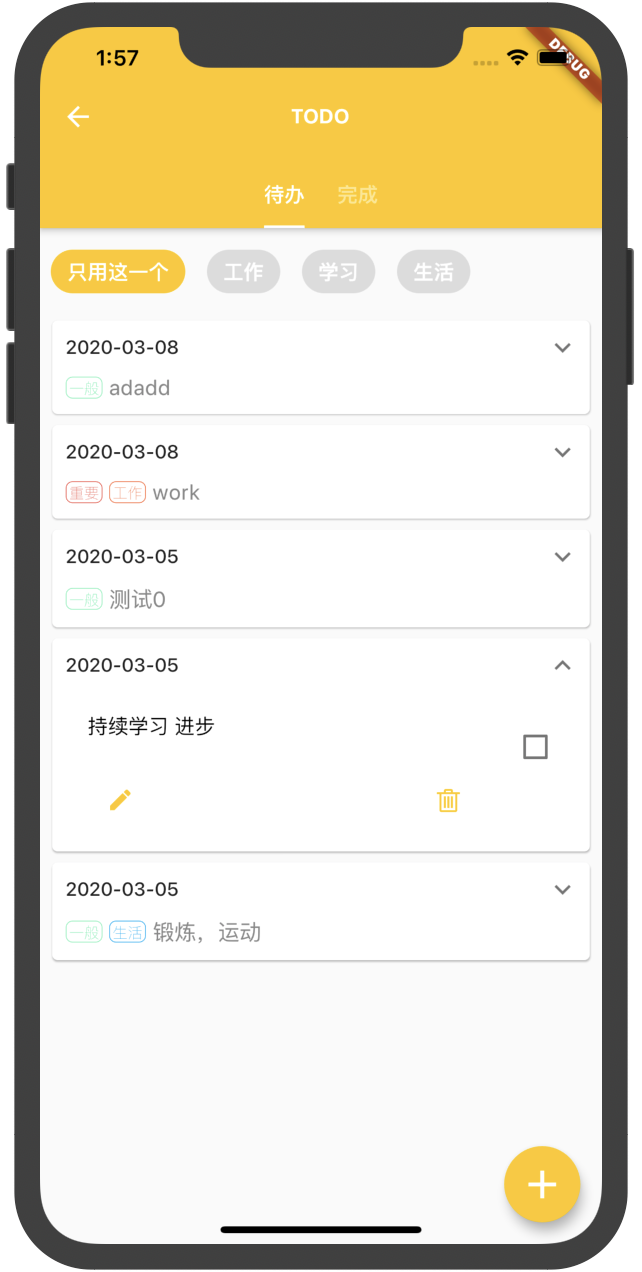 1:57
DEBUG
TODO
待办 完成
只用这一个 工作 学习 生活
2020-03-08
一般 adadd
2020-03-08
重要 工作 work
2020-03-05
一般 测试0
2020-03-05
持续学习 进步
2020-03-05
一般 生活 锻炼，运动